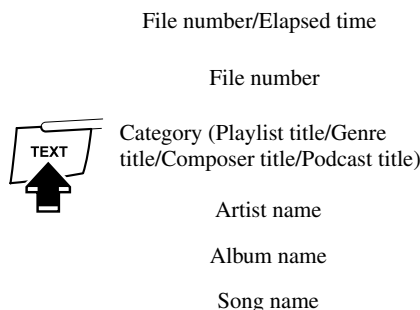 File number/Elapsed time
File number
TEXT
Category (Playlist title/Genre
title/Composer title/Podcast title)
Artist name
Album name
Song name